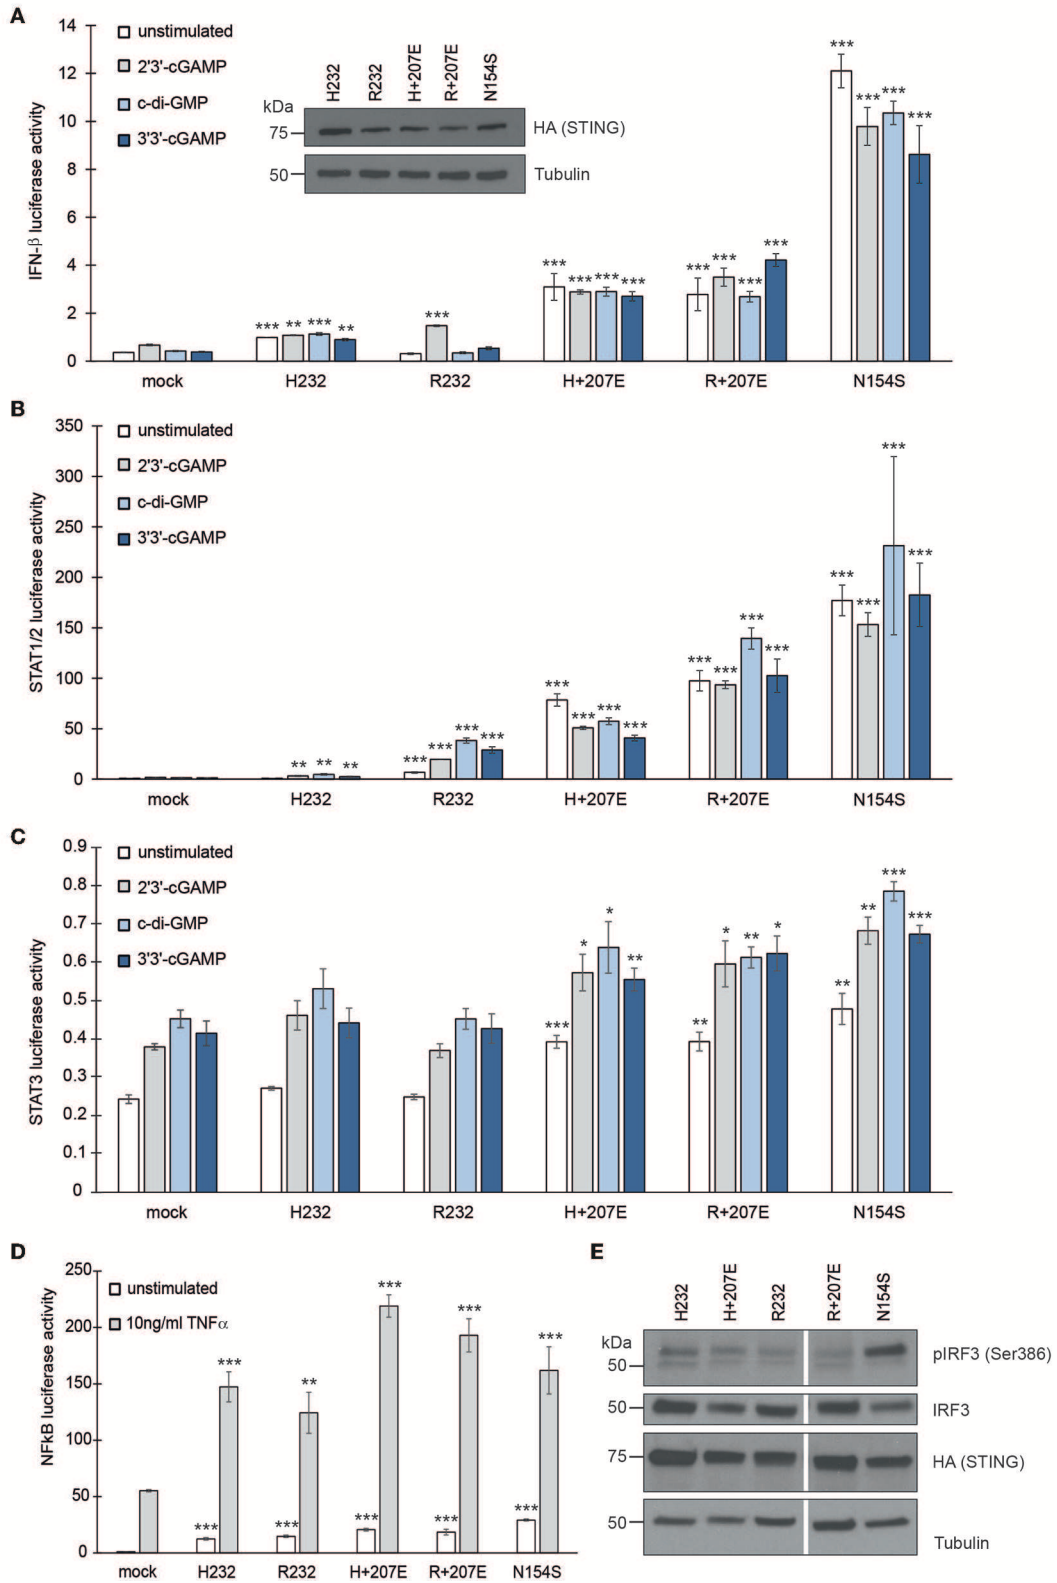 A
14
12
10
8
6
4
2
0
IFN-β luciferase activity
unstimulated
2'3'-cGAMP
c-di-GMP
3'3'-cGAMP
H232 R232 H+207E R+207E N154S
kDa
75 HA (STING)
50 Tubulin
*** ** *** **
***
*** *** *** ***
*** *** *** ***
*** *** *** ***
mock H232 R232 H+207E R+207E N154S
B
350
300
250
200
150
100
50
0
STAT1/2 luciferase activity
unstimulated
2'3'-cGAMP
c-di-GMP
3'3'-cGAMP
** ** **
*** *** *** ***
*** *** *** ***
*** *** *** ***
*** *** *** ***
mock H232 R232 H+207E R+207E N154S
C
0.9
0.8
0.7
0.6
0.5
0.4
0.3
0.2
0.1
0
STAT3 luciferase activity
unstimulated
2'3'-cGAMP
c-di-GMP
3'3'-cGAMP
*** * * **
** * ** *
** ** *** ***
mock H232 R232 H+207E R+207E N154S
D
250
200
150
100
50
0
NFkB luciferase activity
unstimulated
10ng/ml TNFα
*** ***
*** **
*** ***
*** ***
*** ***
mock H232 R232 H+207E R+207E N154S
E
H232 H+207E R232 R+207E N154S
kDa
50 pIRF3 (Ser386)
50 IRF3
75 HA (STING)
50 Tubulin